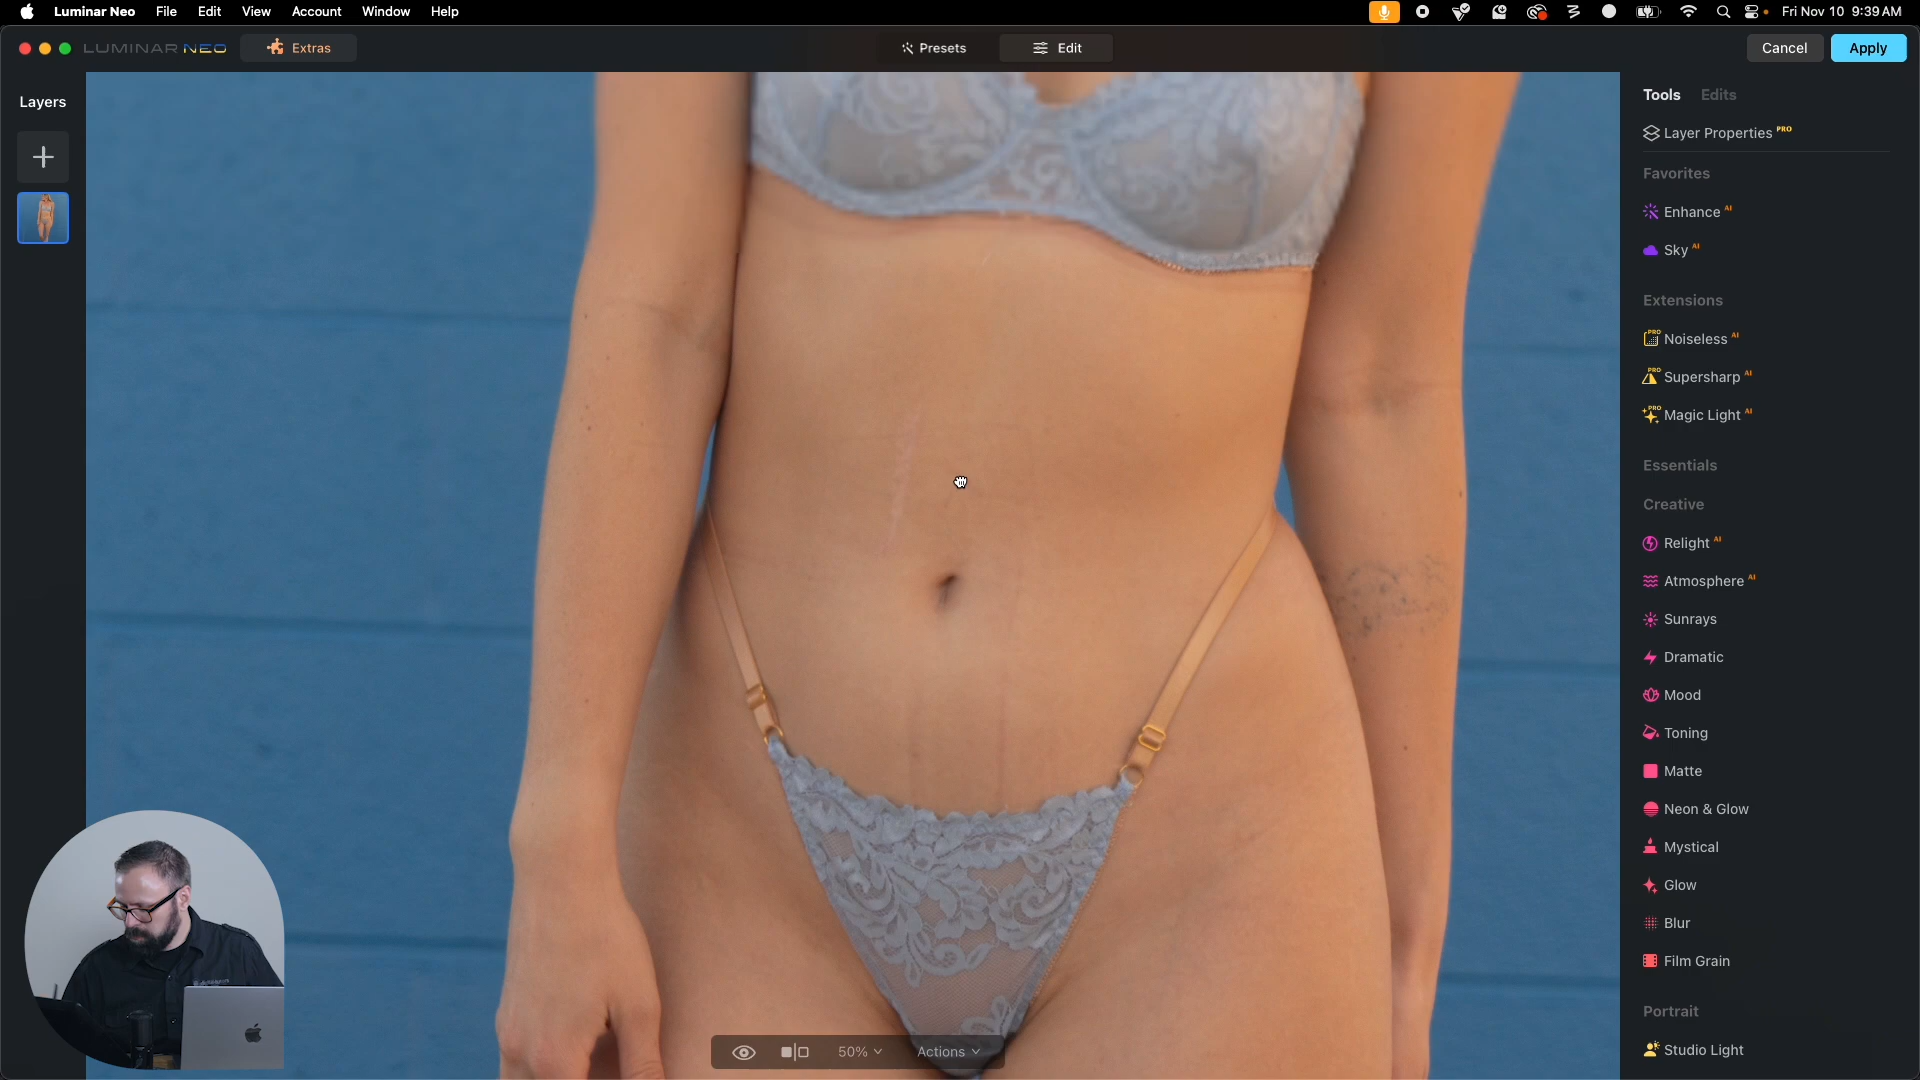 Luminar Neo File Edit View Account Window Help Fri Nov 10 9:39 AM
LUMINAR NEO Extras Presets Edit Cancel Apply
Layers
Tools Edits
Layer Properties PRO
Favorites
Enhance AI
Sky AI
Extensions
PRO Noiseless AI
PRO Supersharp AI
PRO Magic Light AI
Essentials
Creative
Relight AI
Atmosphere AI
Sunrays
Dramatic
Mood
Toning
Matte
Neon & Glow
Mystical
Glow
Blur
Film Grain
Portrait
Studio Light
50% Actions